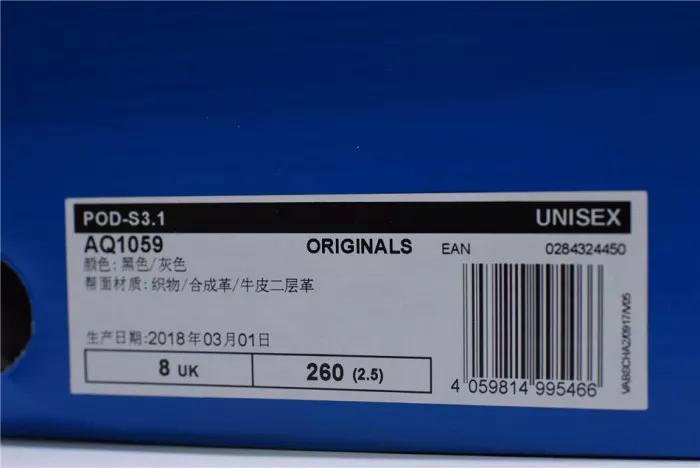 POD-S3.1 UNISEX
AQ1059 ORIGINALS EAN 0284324450
颜色: 黑色/灰色
帮面材质: 织物/合成革/牛皮二层革
生产日期: 2018年03月01日
8 UK 260 (2.5)
4 059814 995466